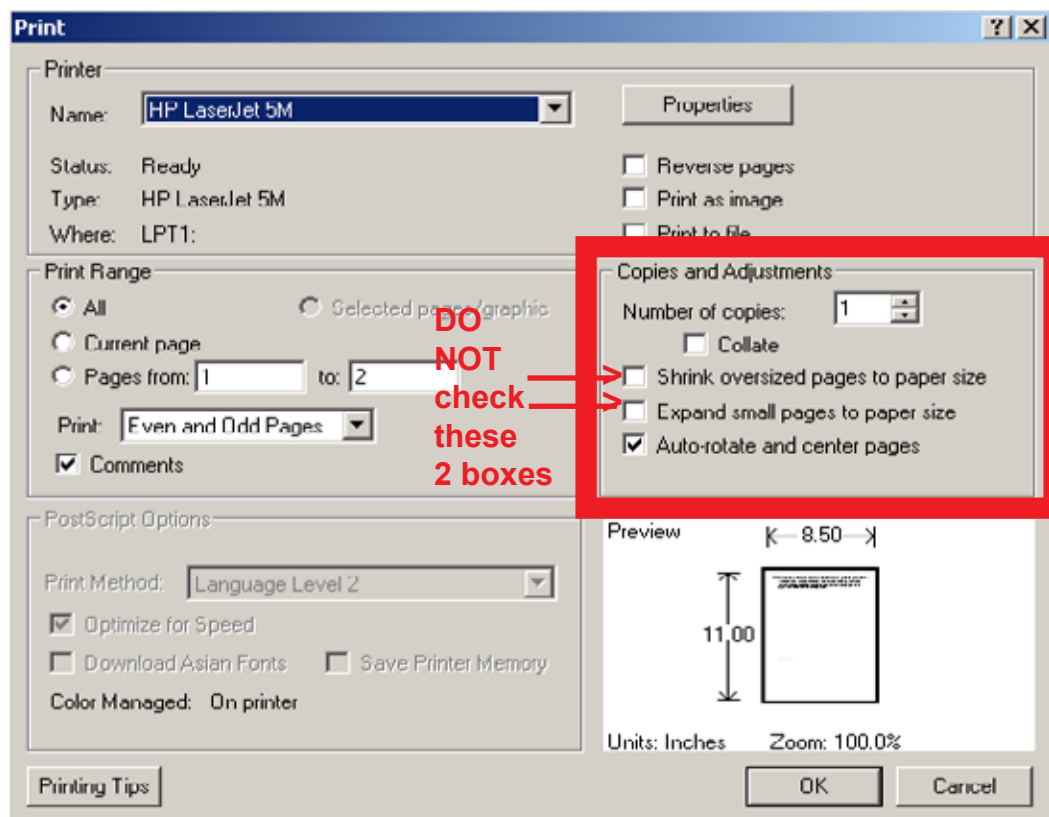 Print
Printer
Name: HP LaserJet 5M
Properties
Status: Ready
Reverse pages
Type: HP LaserJet 5M
Print as image
Where: LPT1:
Print to file
Print Range
All
Selected pages/graphic
Current page
Pages from: 1 to: 2
Print: Even and Odd Pages
Comments
DO
NOT
check
these
2 boxes
Copies and Adjustments
Number of copies: 1
Collate
Shrink oversized pages to paper size
Expand small pages to paper size
Auto-rotate and center pages
PostScript Options
Print Method: Language Level 2
Optimize for Speed
Download Asian Fonts Save Printer Memory
Color Managed: On printer
Preview
8.50
11.00
Units: Inches Zoom: 100.0%
Printing Tips
OK
Cancel